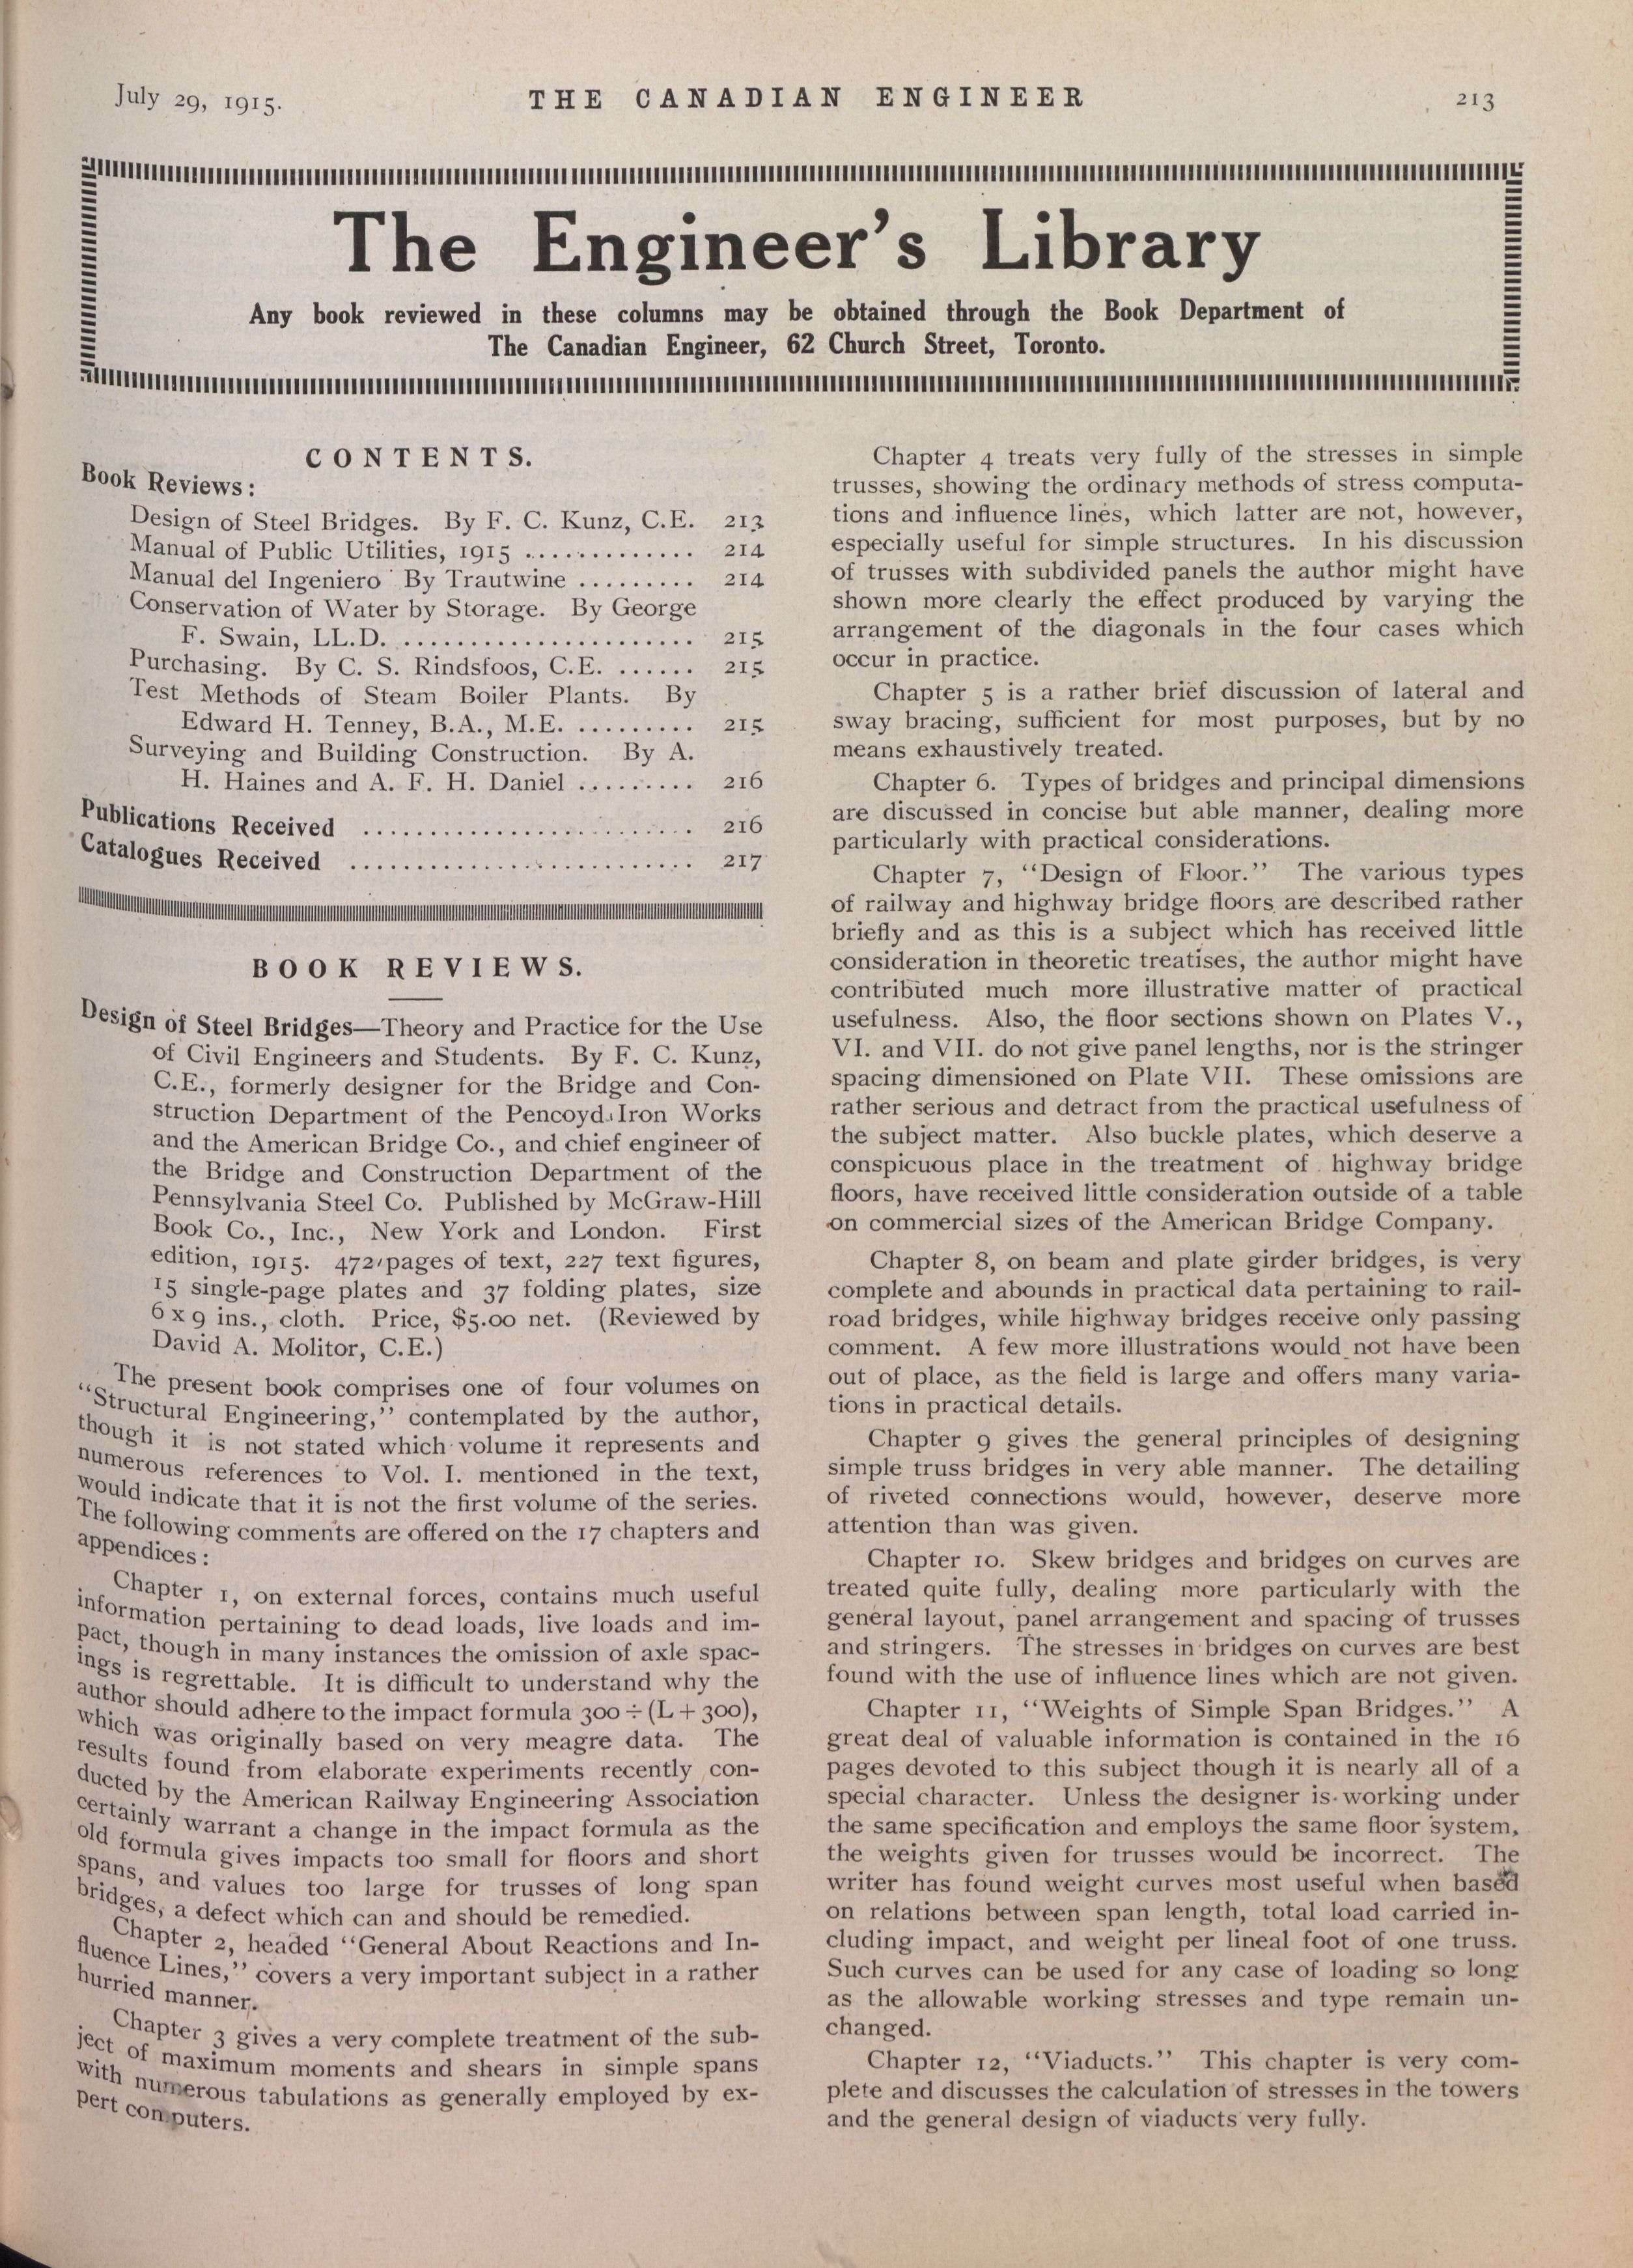 July 29, 1915.
THE CANADIAN ENGINEER
213
The Engineer's Library
Any book reviewed in these columns may be obtained through the Book Department of
The Canadian Engineer, 62 Church Street, Toronto.
CONTENTS.
Book Reviews:
Design of Steel Bridges. By F. C. Kunz, C.E. 213
Manual of Public Utilities, 1915 ............. 214
Manual del Ingeniero By Trautwine ......... 214
Conservation of Water by Storage. By George
F. Swain, LL.D. ...................... 215
Purchasing. By C. S. Rindsfoos, C.E. ...... 215
Test Methods of Steam Boiler Plants. By
Edward H. Tenney, B.A., M.E. ......... 215
Surveying and Building Construction. By A.
H. Haines and A. F. H. Daniel ......... 216
Publications Received ......................... 216
Catalogues Received .......................... 217
BOOK REVIEWS.
Design of Steel Bridges—Theory and Practice for the Use
of Civil Engineers and Students. By F. C. Kunz,
C.E., formerly designer for the Bridge and Con-
struction Department of the Pencoyd Iron Works
and the American Bridge Co., and chief engineer of
the Bridge and Construction Department of the
Pennsylvania Steel Co. Published by McGraw-Hill
Book Co., Inc., New York and London. First
edition, 1915. 472 pages of text, 227 text figures,
15 single-page plates and 37 folding plates, size
6 x 9 ins., cloth. Price, $5.00 net. (Reviewed by
David A. Molitor, C.E.)
The present book comprises one of four volumes on
"Structural Engineering," contemplated by the author,
though it is not stated which volume it represents and
numerous references to Vol. I. mentioned in the text,
would indicate that it is not the first volume of the series.
The following comments are offered on the 17 chapters and
appendices:
Chapter 1, on external forces, contains much useful
information pertaining to dead loads, live loads and im-
pact, though in many instances the omission of axle spac-
ings is regrettable. It is difficult to understand why the
author should adhere to the impact formula 300 ÷ (L + 300),
which was originally based on very meagre data. The
results found from elaborate experiments recently con-
ducted by the American Railway Engineering Association
certainly warrant a change in the impact formula as the
old formula gives impacts too small for floors and short
spans, and values too large for trusses of long span
bridges, a defect which can and should be remedied.
Chapter 2, headed "General About Reactions and In-
fluence Lines," covers a very important subject in a rather
hurried manner.
Chapter 3 gives a very complete treatment of the sub-
ject of maximum moments and shears in simple spans
with numerous tabulations as generally employed by ex-
pert computers.
Chapter 4 treats very fully of the stresses in simple
trusses, showing the ordinary methods of stress computa-
tions and influence lines, which latter are not, however,
especially useful for simple structures. In his discussion
of trusses with subdivided panels the author might have
shown more clearly the effect produced by varying the
arrangement of the diagonals in the four cases which
occur in practice.
Chapter 5 is a rather brief discussion of lateral and
sway bracing, sufficient for most purposes, but by no
means exhaustively treated.
Chapter 6. Types of bridges and principal dimensions
are discussed in concise but able manner, dealing more
particularly with practical considerations.
Chapter 7, "Design of Floor." The various types
of railway and highway bridge floors are described rather
briefly and as this is a subject which has received little
consideration in theoretic treatises, the author might have
contributed much more illustrative matter of practical
usefulness. Also, the floor sections shown on Plates V.,
VI. and VII. do not give panel lengths, nor is the stringer
spacing dimensioned on Plate VII. These omissions are
rather serious and detract from the practical usefulness of
the subject matter. Also buckle plates, which deserve a
conspicuous place in the treatment of highway bridge
floors, have received little consideration outside of a table
on commercial sizes of the American Bridge Company.
Chapter 8, on beam and plate girder bridges, is very
complete and abounds in practical data pertaining to rail-
road bridges, while highway bridges receive only passing
comment. A few more illustrations would not have been
out of place, as the field is large and offers many varia-
tions in practical details.
Chapter 9 gives the general principles of designing
simple truss bridges in very able manner. The detailing
of riveted connections would, however, deserve more
attention than was given.
Chapter 10. Skew bridges and bridges on curves are
treated quite fully, dealing more particularly with the
general layout, panel arrangement and spacing of trusses
and stringers. The stresses in bridges on curves are best
found with the use of influence lines which are not given.
Chapter 11, "Weights of Simple Span Bridges." A
great deal of valuable information is contained in the 16
pages devoted to this subject though it is nearly all of a
special character. Unless the designer is working under
the same specification and employs the same floor system,
the weights given for trusses would be incorrect. The
writer has found weight curves most useful when based
on relations between span length, total load carried in-
cluding impact, and weight per lineal foot of one truss.
Such curves can be used for any case of loading so long
as the allowable working stresses and type remain un-
changed.
Chapter 12, "Viaducts." This chapter is very com-
plete and discusses the calculation of stresses in the towers
and the general design of viaducts very fully.